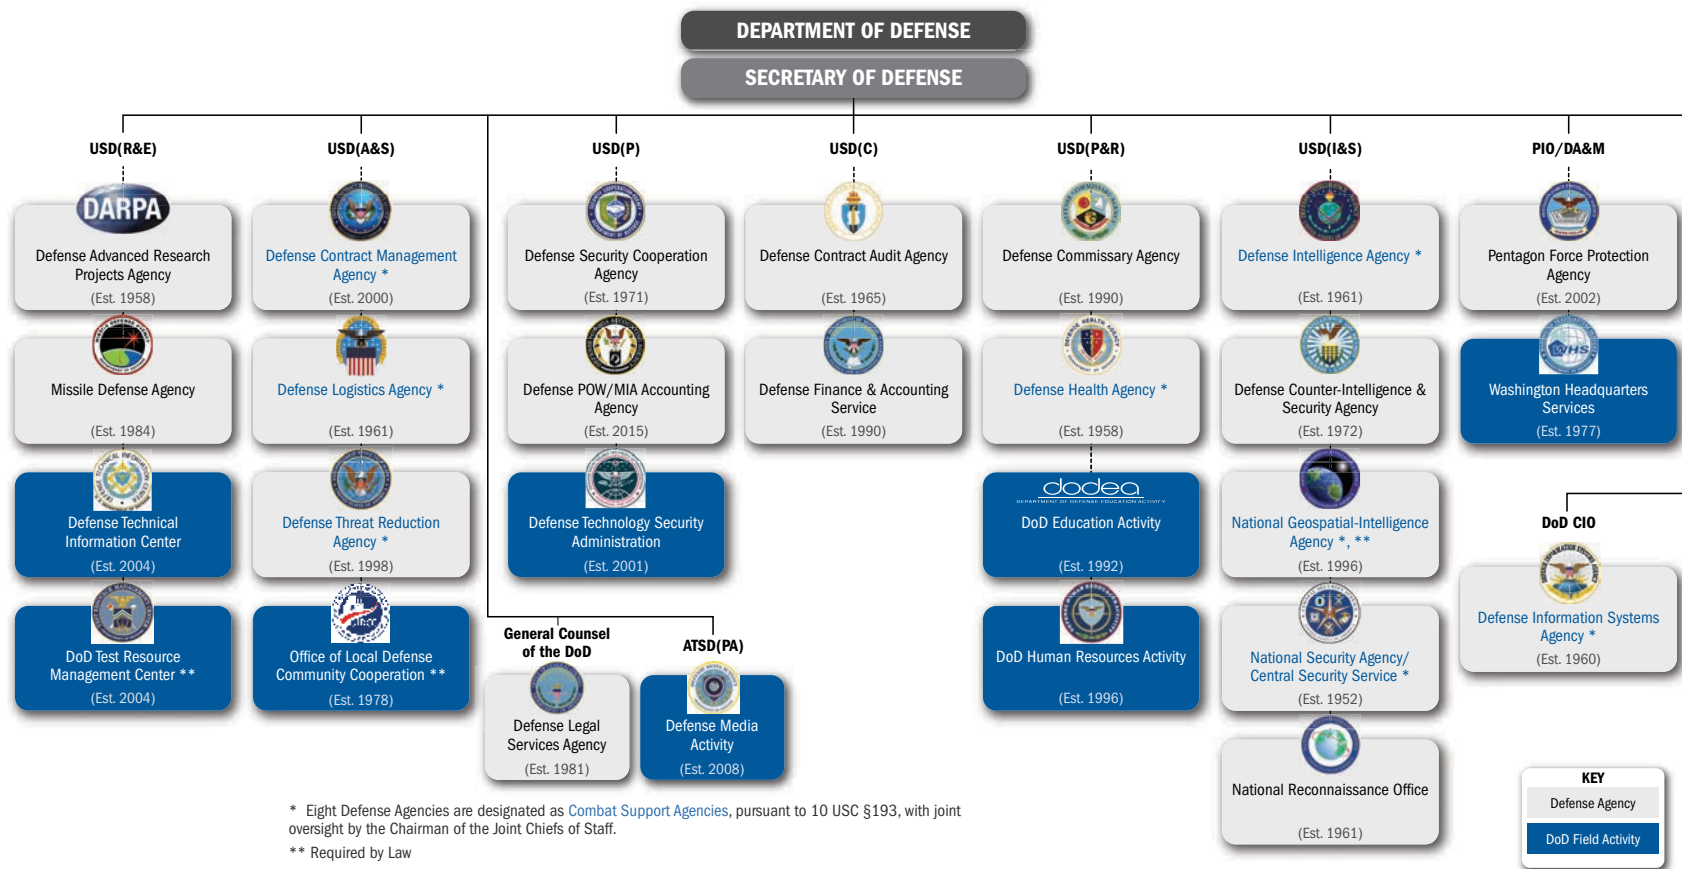 DEPARTMENT OF DEFENSE
SECRETARY OF DEFENSE
USD(R&E)
DARPA
Defense Advanced Research
Projects Agency
(Est. 1958)
Missile Defense Agency
(Est. 1984)
Defense Technical
Information Center
(Est. 2004)
DoD Test Resource
Management Center **
(Est. 2004)
USD(A&S)
Defense Contract Management
Agency *
(Est. 2000)
Defense Logistics Agency *
(Est. 1961)
Defense Threat Reduction
Agency *
(Est. 1998)
Office of Local Defense
Community Cooperation **
(Est. 1978)
USD(P)
Defense Security Cooperation
Agency
(Est. 1971)
Defense POW/MIA Accounting
Agency
(Est. 2015)
Defense Technology Security
Administration
(Est. 2001)
General Counsel
of the DoD
Defense Legal
Services Agency
(Est. 1981)
ATSD(PA)
Defense Media
Activity
(Est. 2008)
USD(C)
Defense Contract Audit Agency
(Est. 1965)
Defense Finance & Accounting
Service
(Est. 1990)
USD(P&R)
Defense Commissary Agency
(Est. 1990)
Defense Health Agency *
(Est. 1958)
dodea
DEPARTMENT OF DEFENSE EDUCATION ACTIVITY
DoD Education Activity
(Est. 1992)
DoD Human Resources Activity
(Est. 1996)
USD(I&S)
Defense Intelligence Agency *
(Est. 1961)
Defense Counter-Intelligence &
Security Agency
(Est. 1972)
National Geospatial-Intelligence
Agency *, **
(Est. 1996)
National Security Agency/
Central Security Service *
(Est. 1952)
National Reconnaissance Office
(Est. 1961)
PIO/DA&M
Pentagon Force Protection
Agency
(Est. 2002)
WHS
Washington Headquarters
Services
(Est. 1977)
DoD CIO
Defense Information Systems
Agency *
(Est. 1960)
KEY
Defense Agency
DoD Field Activity
* Eight Defense Agencies are designated as Combat Support Agencies, pursuant to 10 USC §193, with joint
oversight by the Chairman of the Joint Chiefs of Staff.
** Required by Law